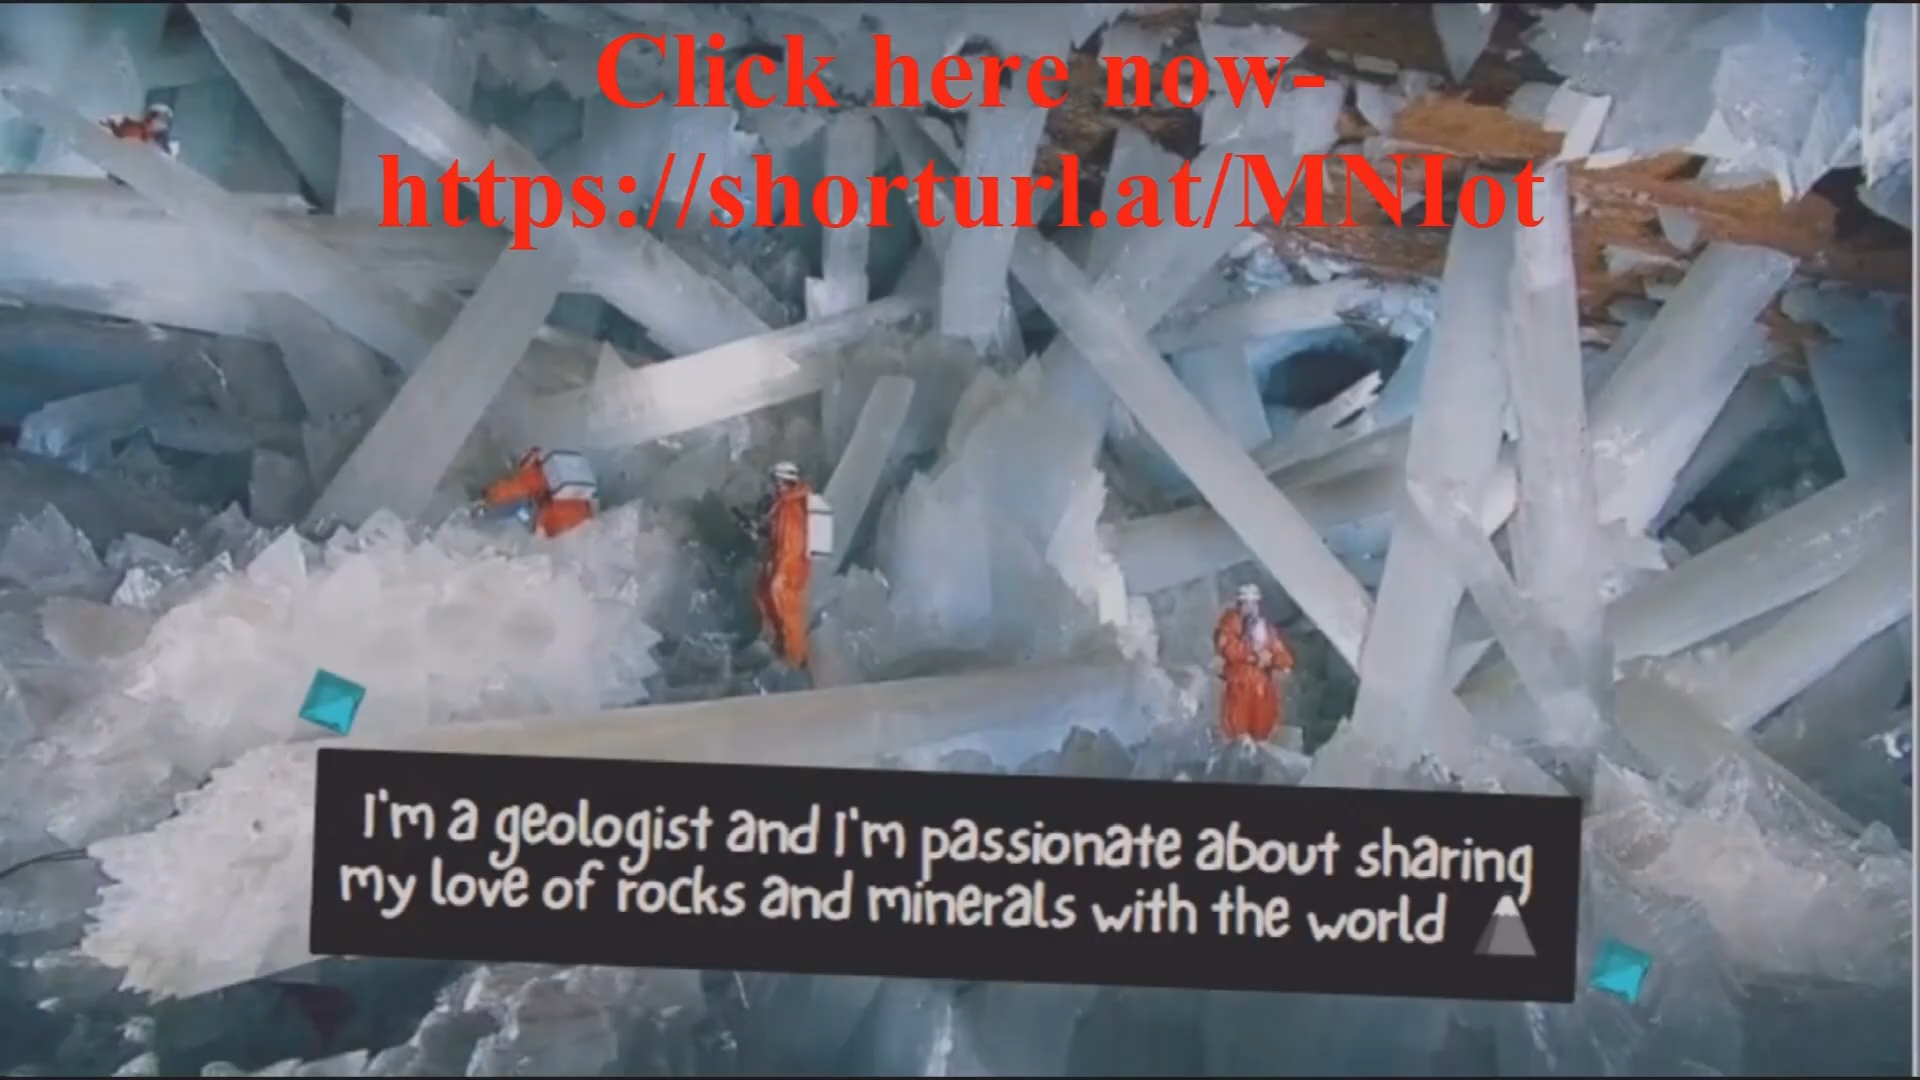 Click here now-
https://shorturl.at/MNIot
I'm a geologist and I'm passionate about sharing
my love of rocks and minerals with the world